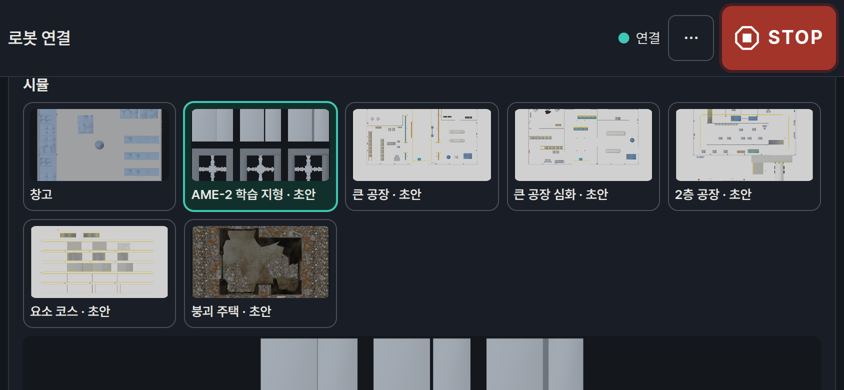 로봇 연결
연결
...
STOP
시뮬
창고
AME-2 학습 지형 · 초안
큰 공장 · 초안
큰 공장 심화 · 초안
2층 공장 · 초안
요소 코스 · 초안
붕괴 주택 · 초안